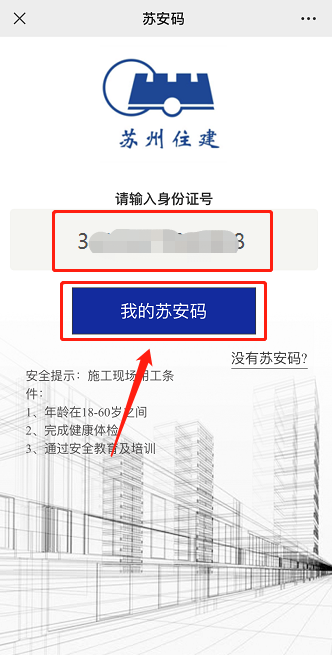 苏安码
苏州住建
请输入身份证号
3 3
我的苏安码
没有苏安码?
安全提示：施工现场用工条
件：
1、年龄在18-60岁之间
2、完成健康体检
3、通过安全教育及培训